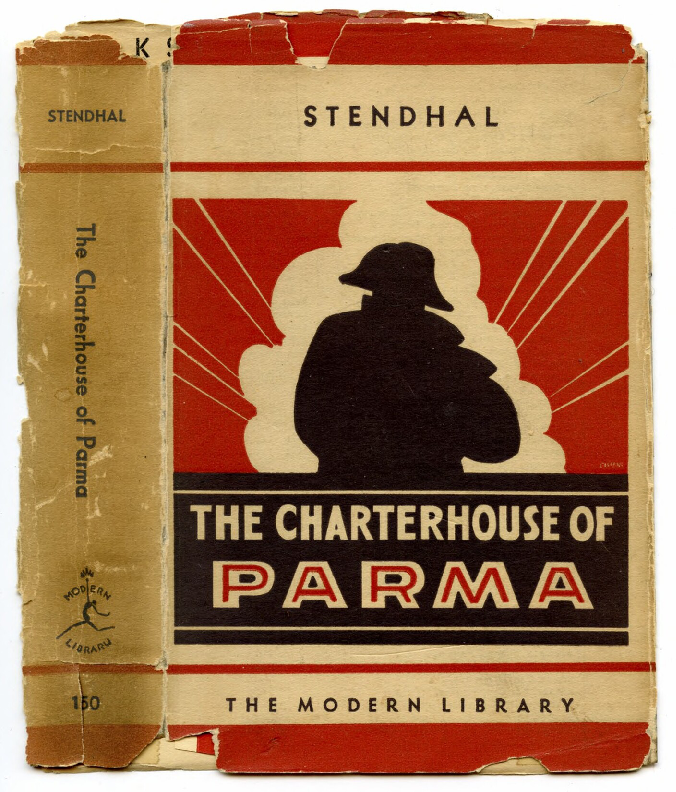 K
STENDHAL
The Charterhouse of Parma
MODERN
LIBRARY
150
STENDHAL
THE CHARTERHOUSE OF
PARMA
THE MODERN LIBRARY